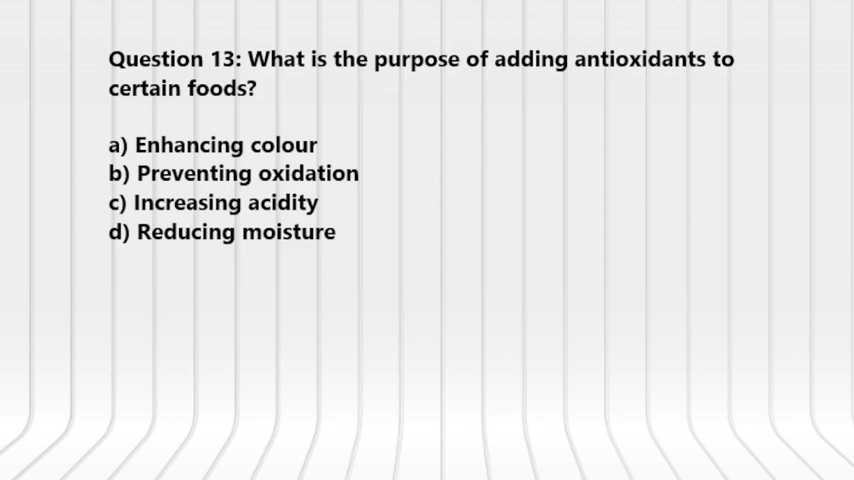 Question 13: What is the purpose of adding antioxidants to
certain foods?
a) Enhancing colour
b) Preventing oxidation
c) Increasing acidity
d) Reducing moisture